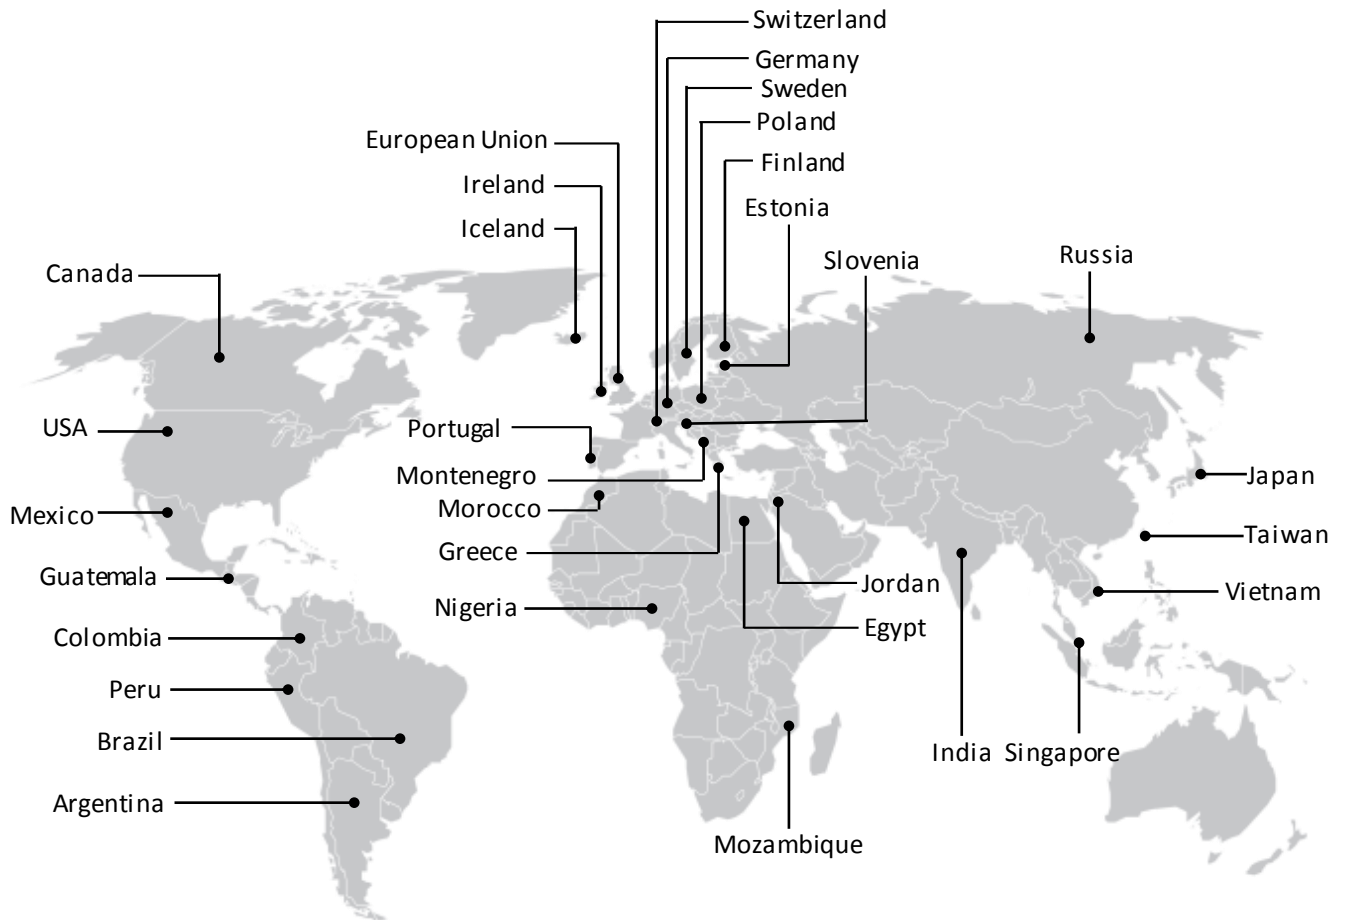 Switzerland
Germany
Sweden
Poland
European Union
Finland
Ireland
Estonia
Iceland
Slovenia
Russia
Canada
USA
Portugal
Montenegro
Japan
Mexico
Morocco
Taiwan
Greece
Guatemala
Jordan
Vietnam
Nigeria
Egypt
Colombia
Peru
Brazil
India
Singapore
Argentina
Mozambique